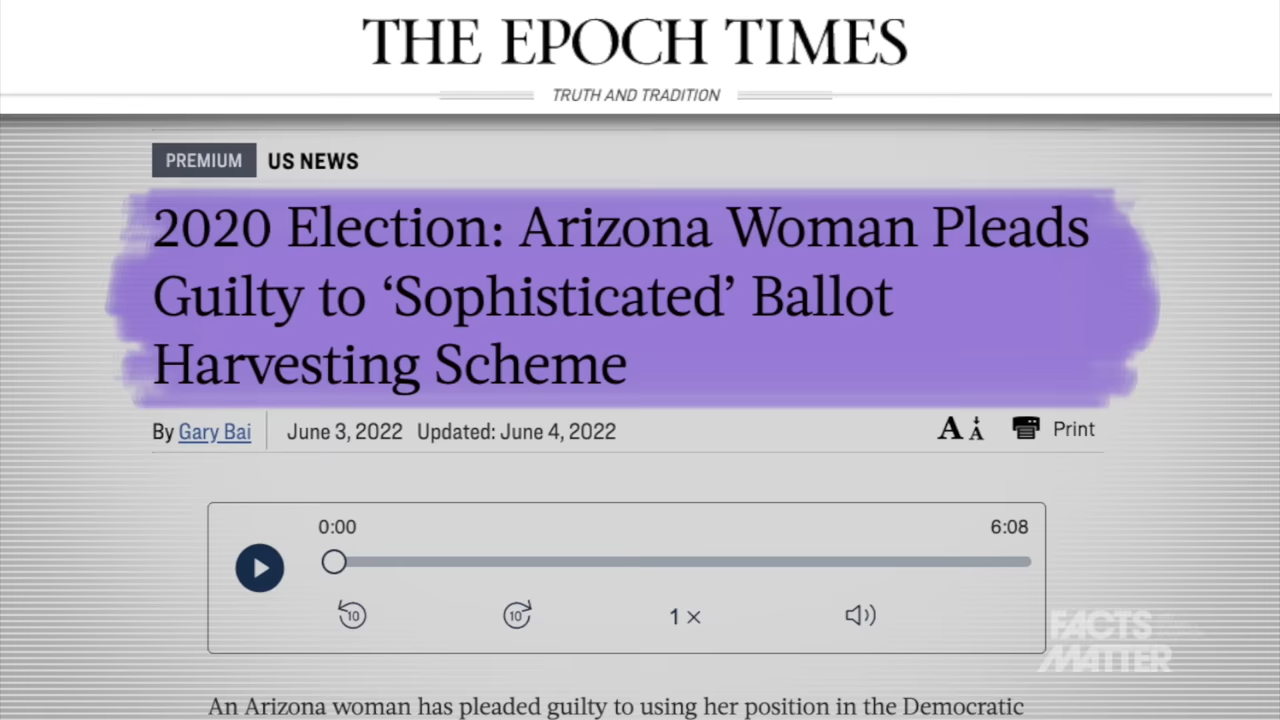 THE EPOCH TIMES
TRUTH AND TRADITION
PREMIUM US NEWS
2020 Election: Arizona Woman Pleads
Guilty to ‘Sophisticated’ Ballot
Harvesting Scheme
By Gary Bai June 3, 2022 Updated: June 4, 2022 A A Print
0:00 6:08
10 10 1 ×
FACTS
MATTER
An Arizona woman has pleaded guilty to using her position in the Democratic